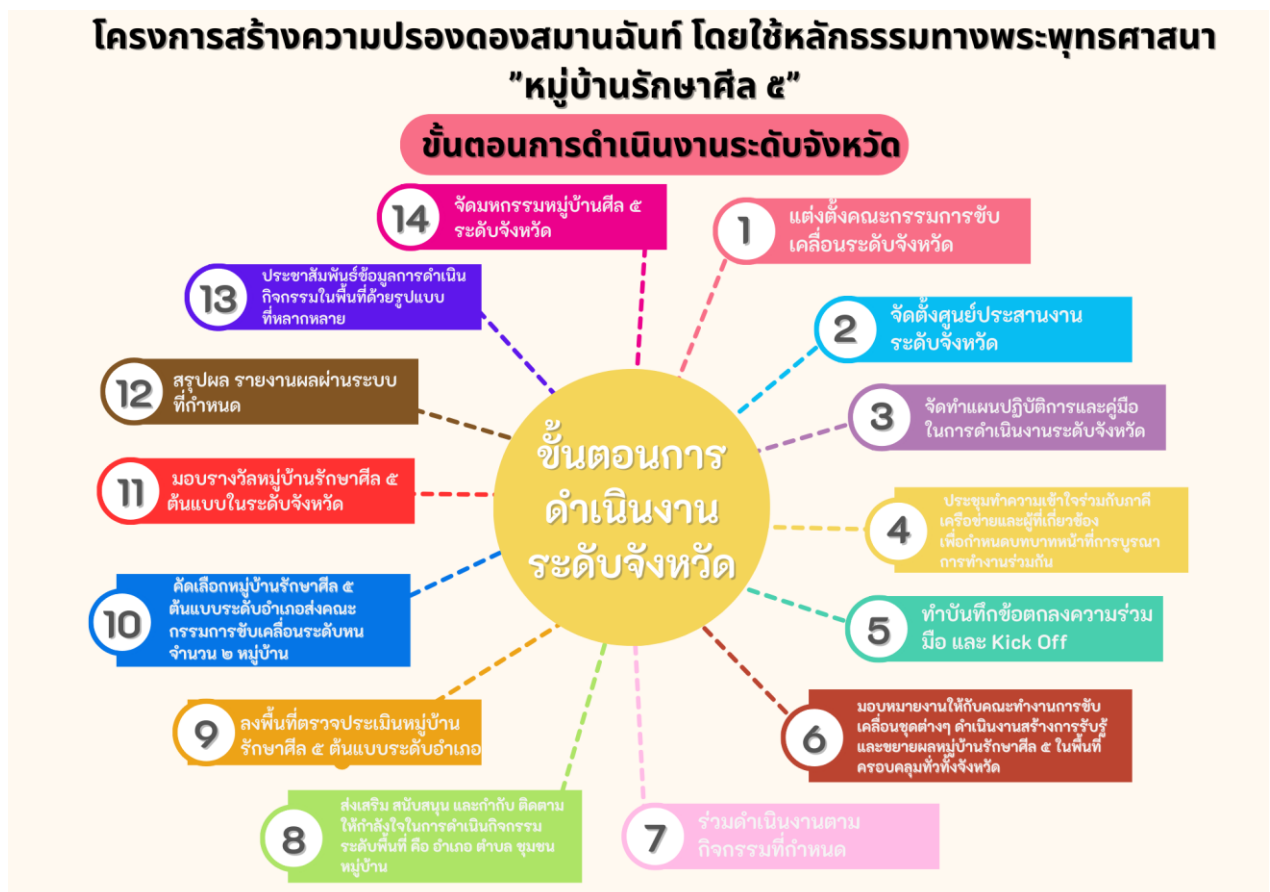 โครงการสร้างความปรองดองสมานฉันท์ โดยใช้หลักธรรมทางพระพุทธศาสนา
"หมู่บ้านรักษาศีล ๕"
ขั้นตอนการดำเนินงานระดับจังหวัด
1
แต่งตั้งคณะกรรมการขับ
เคลื่อนระดับจังหวัด
2
จัดตั้งศูนย์ประสานงาน
ระดับจังหวัด
3
จัดทำแผนปฏิบัติการและคู่มือ
ในการดำเนินงานระดับจังหวัด
4
ประชุมทำความเข้าใจร่วมกับภาคี
เครือข่ายและผู้ที่เกี่ยวข้อง
เพื่อกำหนดบทบาทหน้าที่การบูรณา
การทำงานร่วมกัน
5
ทำบันทึกข้อตกลงความร่วม
มือ และ Kick Off
6
มอบหมายงานให้กับคณะทำงานการขับ
เคลื่อนชุดต่างๆ ดำเนินงานสร้างการรับรู้
และขยายผลหมู่บ้านรักษาศีล ๕ ในพื้นที่
ครอบคลุมทั่วทั้งจังหวัด
7
ร่วมดำเนินงานตาม
กิจกรรมที่กำหนด
8
ส่งเสริม สนับสนุน และกำกับ ติดตาม
ให้กำลังใจในการดำเนินกิจกรรม
ระดับพื้นที่ คือ อำเภอ ตำบล ชุมชน
หมู่บ้าน
9
ลงพื้นที่ตรวจประเมินหมู่บ้าน
รักษาศีล ๕ ต้นแบบระดับอำเภอ
10
คัดเลือกหมู่บ้านรักษาศีล ๕
ต้นแบบระดับอำเภอส่งคณะ
กรรมการขับเคลื่อนระดับหน
จำนวน ๒ หมู่บ้าน
11
มอบรางวัลหมู่บ้านรักษาศีล ๕
ต้นแบบในระดับจังหวัด
12
สรุปผล รายงานผลผ่านระบบ
ที่กำหนด
13
ประชาสัมพันธ์ข้อมูลการดำเนิน
กิจกรรมในพื้นที่ด้วยรูปแบบ
ที่หลากหลาย
14
จัดมหกรรมหมู่บ้านศีล ๕
ระดับจังหวัด
ขั้นตอนการ
ดำเนินงาน
ระดับจังหวัด